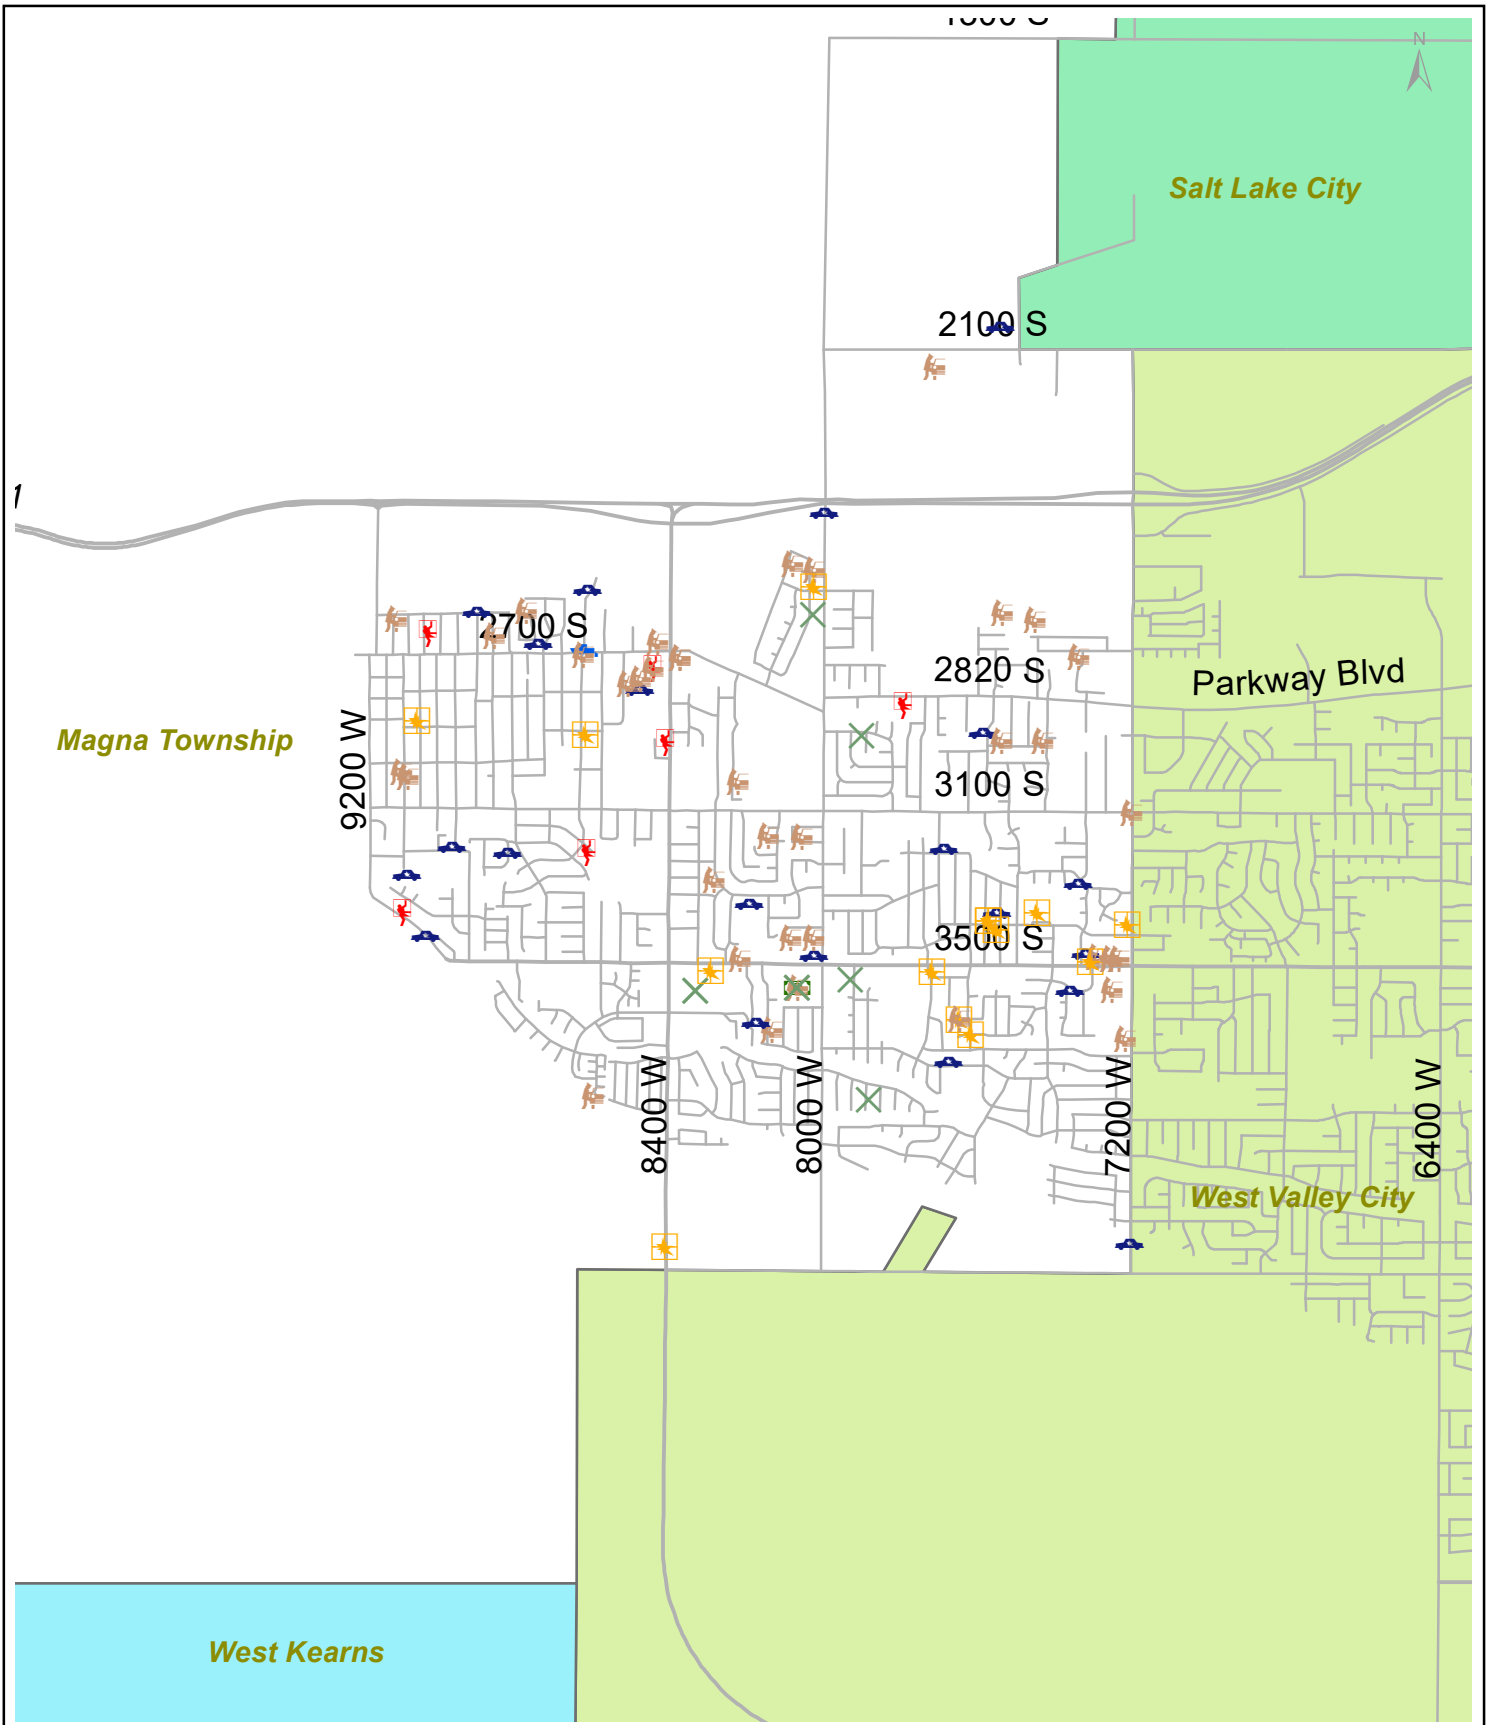 N
Salt Lake City
2100 S
2700 S
2820 S
Parkway Blvd
Magna Township
9200 W
3100 S
3500 S
8400 W
8000 W
7200 W
6400 W
West Valley City
West Kearns